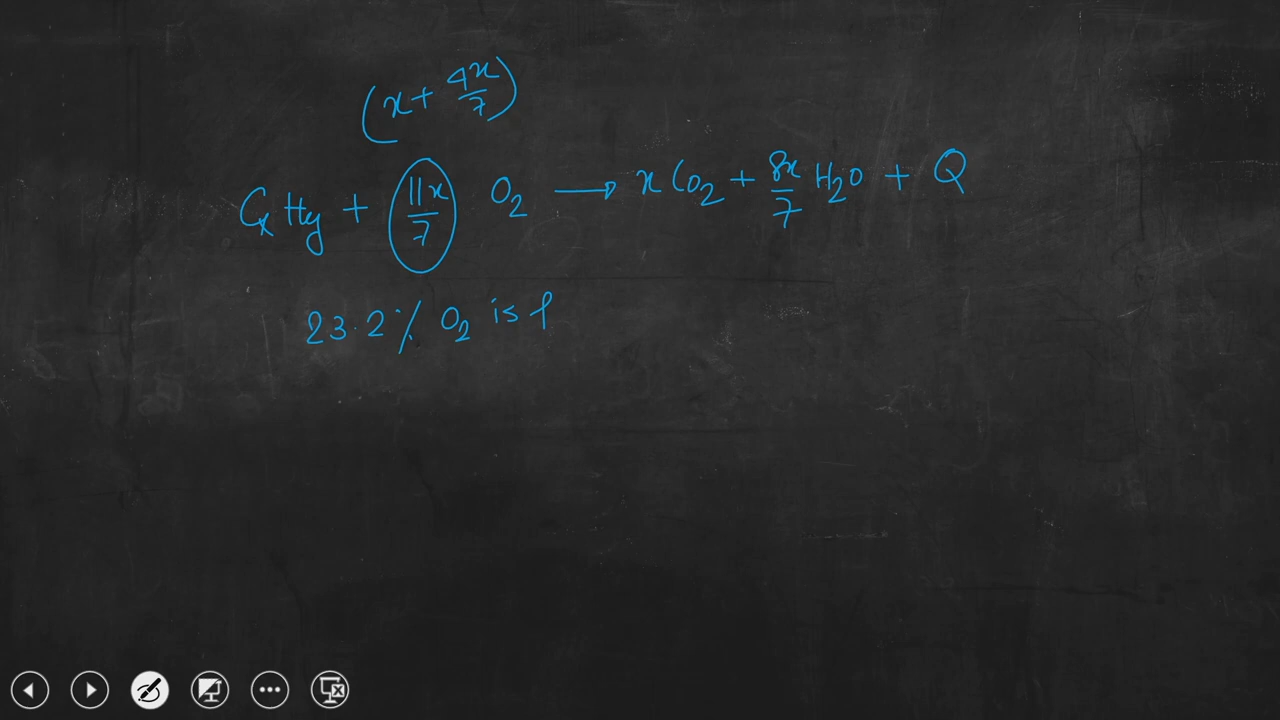 (x + 4x/7)
CxHy + 11x/7 O2 → x CO2 + 8x/7 H2O + Q
23.2% O2 is f